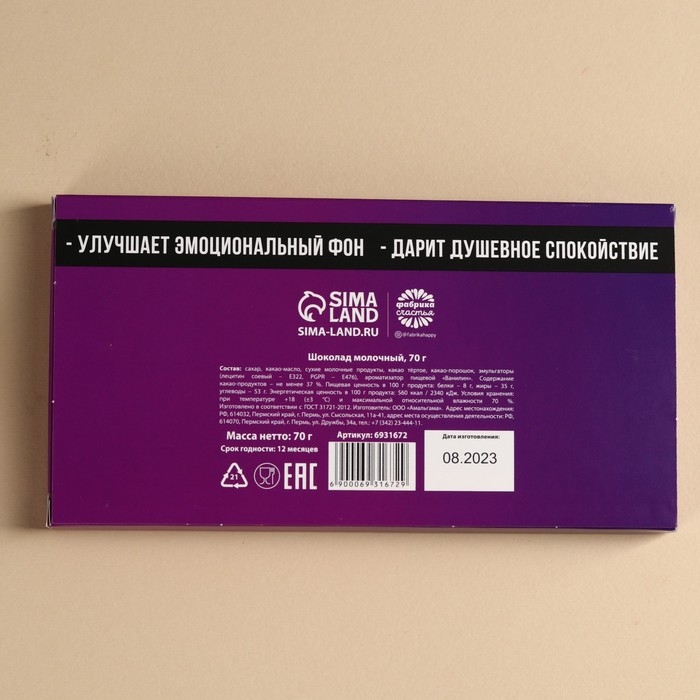 - УЛУЧШАЕТ ЭМОЦИОНАЛЬНЫЙ ФОН - ДАРИТ ДУШЕВНОЕ СПОКОЙСТВИЕ
SIMA
LAND
SIMA-LAND.RU
фабрика
счастья
@fabrikahappy
Шоколад молочный, 70 г
Состав: сахар, какао-масло, сухие молочные продукты, какао тёртое, какао-порошок, эмульгаторы
(лецитин соевый – E322, PGPR – E476), ароматизатор пищевой «Ванилин». Содержание
какао-продуктов – не менее 37 %. Пищевая ценность в 100 г продукта: белки – 8 г, жиры – 35 г,
углеводы – 53 г. Энергетическая ценность в 100 г продукта: 560 ккал / 2340 кДж. Условия хранения:
при температуре +18 (±3 °C) и максимальной относительной влажности 70 %.
Изготовлено в соответствии с ГОСТ 31721-2012. Изготовитель: ООО «Амальгама». Адрес местонахождения:
РФ, 614032, Пермский край, г. Пермь, ул. Сысольская, 11а-41, адрес места осуществления деятельности: РФ,
614070, Пермский край, г. Пермь, ул. Дружбы, 34а, тел.: +7 (342) 23-444-11.
Масса нетто: 70 г
Срок годности: 12 месяцев
21
EAC
Артикул: 6931672
6 900069 316729
Дата изготовления:
08.2023